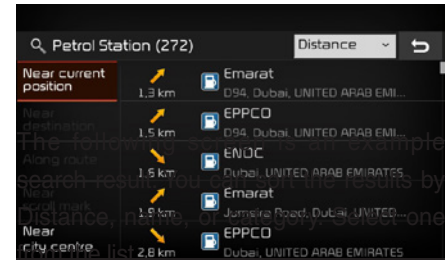 Petrol Station (272)
Distance
Near current
position
1,3 km
Emarat
D94, Dubai, UNITED ARAB EMI...
Near
destination
1,5 km
EPPCO
D94, Dubai, UNITED ARAB EMI...
The following screen is an example
Along route
1,6 km
ENOC
Dubai, UNITED ARAB EMIRATES
search result. You can sort the results by
Near
scroll mark
1,9 km
Emarat
Jumeira Road, Dubai, UNITED...
Distance, name, or category. Select one
Near
city centre
2,8 km
EPPCO
Dubai, UNITED ARAB EMIRATES
from the list.